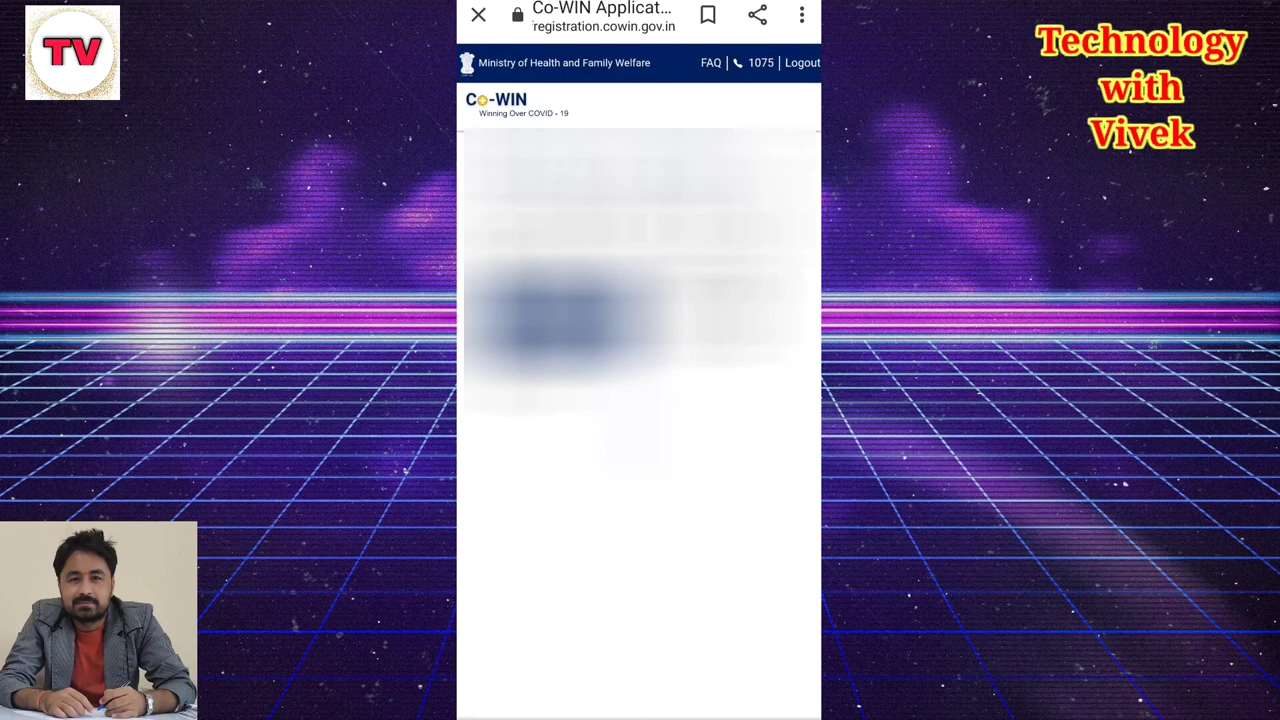 TV
Co-WIN Applicat...
registration.cowin.gov.in
Ministry of Health and Family Welfare
FAQ | 1075 | Logout
Co-WIN
Winning Over COVID - 19
Technology
with
Vivek